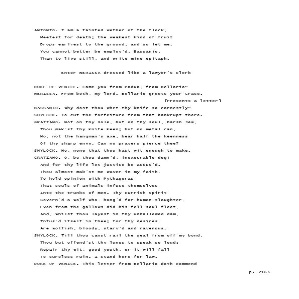 ANTONIO. I am a tainted wether of the flock,
Meetest for death; the weakest kind of fruit
Drops earliest to the ground, and so let me.
You cannot better be employ'd, Bassanio,
Than to live still, and write mine epitaph.
Enter NERISSA dressed like a lawyer's clerk
DUKE OF VENICE. Came you from Padua, from Bellario?
NERISSA. From both, my lord. Bellario greets your Grace.
[Presents a letter]
BASSANIO. Why dost thou whet thy knife so earnestly?
SHYLOCK. To cut the forfeiture from that bankrupt there.
GRATIANO. Not on thy sole, but on thy soul, harsh Jew,
Thou mak'st thy knife keen; but no metal can,
No, not the hangman's axe, bear half the keenness
Of thy sharp envy. Can no prayers pierce thee?
SHYLOCK. No, none that thou hast wit enough to make.
GRATIANO. O, be thou damn'd, inexecrable dog!
And for thy life let justice be accus'd.
Thou almost mak'st me waver in my faith,
To hold opinion with Pythagoras
That souls of animals infuse themselves
Into the trunks of men. Thy currish spirit
Govern'd a wolf who, hang'd for human slaughter,
Even from the gallows did his fell soul fleet,
And, whilst thou layest in thy unhallowed dam,
Infus'd itself in thee; for thy desires
Are wolfish, bloody, starv'd and ravenous.
SHYLOCK. Till thou canst rail the seal from off my bond,
Thou but offend'st thy lungs to speak so loud;
Repair thy wit, good youth, or it will fall
To cureless ruin. I stand here for law.
DUKE OF VENICE. This letter from Bellario doth commend